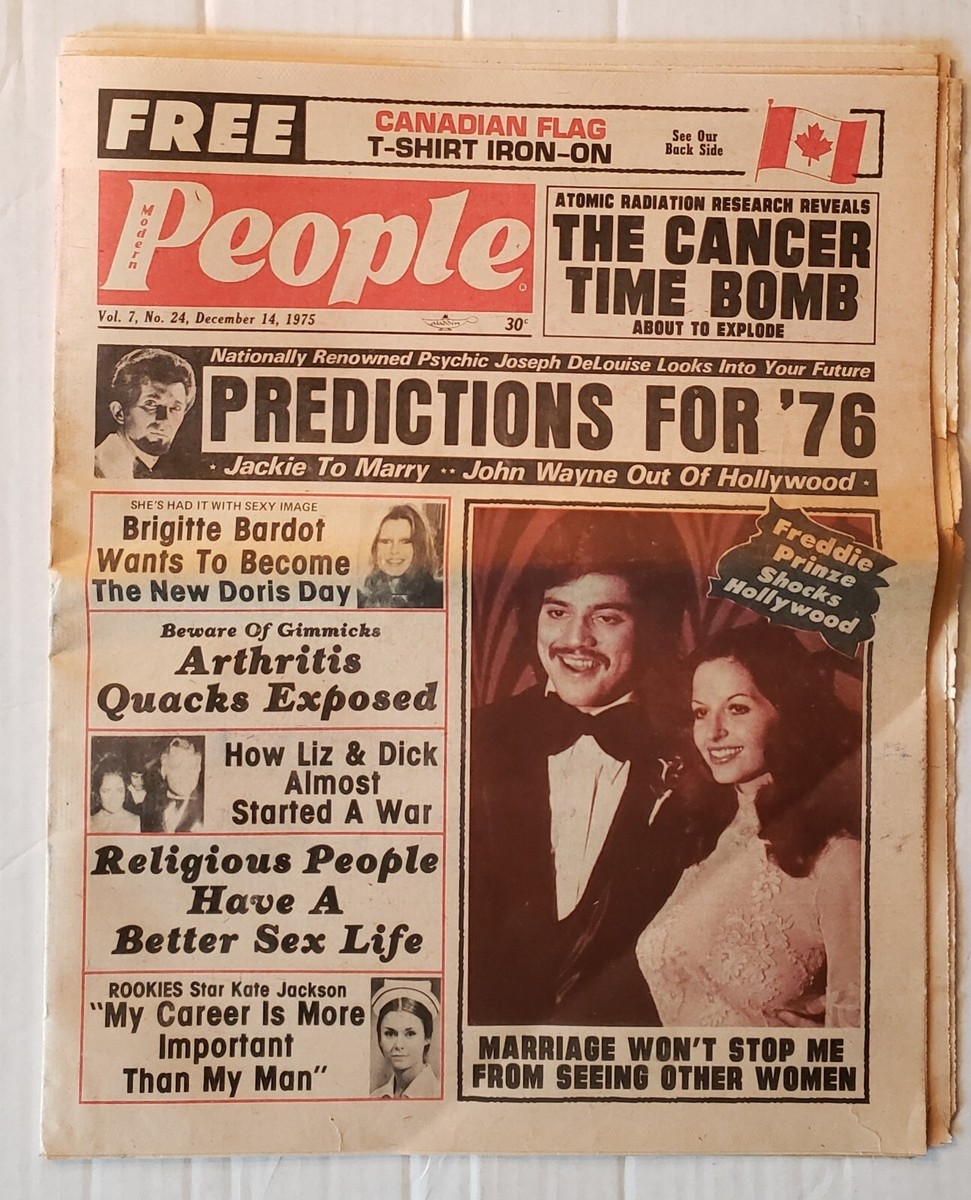 FREE
CANADIAN FLAG
T-SHIRT IRON-ON
See Our
Back Side
Modern
People
®
Vol. 7, No. 24, December 14, 1975
aladdin
30¢
ATOMIC RADIATION RESEARCH REVEALS
THE CANCER
TIME BOMB
ABOUT TO EXPLODE
Nationally Renowned Psychic Joseph DeLouise Looks Into Your Future
PREDICTIONS FOR '76
* Jackie To Marry ** John Wayne Out Of Hollywood *
SHE'S HAD IT WITH SEXY IMAGE
Brigitte Bardot
Wants To Become
The New Doris Day
Beware Of Gimmicks
Arthritis
Quacks Exposed
How Liz & Dick
Almost
Started A War
Religious People
Have A
Better Sex Life
ROOKIES Star Kate Jackson
"My Career Is More
Important
Than My Man"
Freddie
Prinze
Shocks
Hollywood
MARRIAGE WON'T STOP ME
FROM SEEING OTHER WOMEN